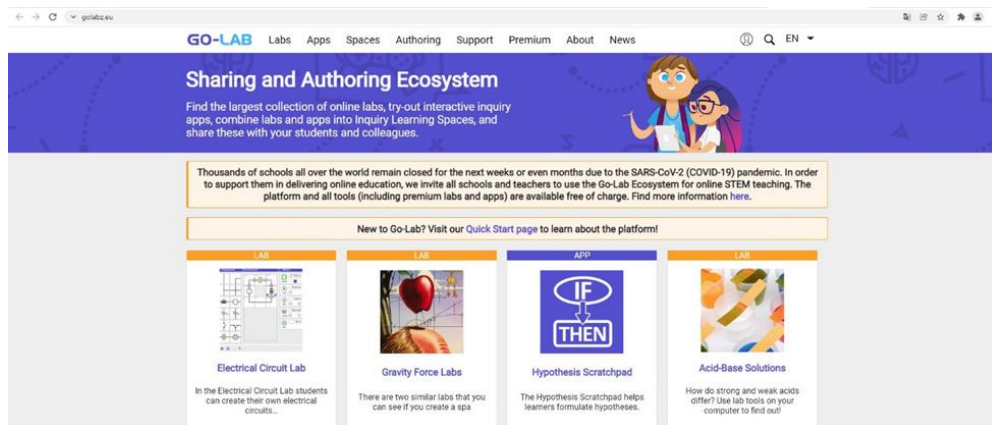 golabz.eu
GO-LAB Labs Apps Spaces Authoring Support Premium About News EN
Sharing and Authoring Ecosystem
Find the largest collection of online labs, try-out interactive inquiry
apps, combine labs and apps into Inquiry Learning Spaces, and
share these with your students and colleagues.
Thousands of schools all over the world remain closed for the next weeks or even months due to the SARS-CoV-2 (COVID-19) pandemic. In order
to support them in delivering online education, we invite all schools and teachers to use the Go-Lab Ecosystem for online STEM teaching. The
platform and all tools (including premium labs and apps) are available free of charge. Find more information here.
New to Go-Lab? Visit our Quick Start page to learn about the platform!
LAB
Electrical Circuit Lab
In the Electrical Circuit Lab students
can create their own electrical
circuits...
LAB
Gravity Force Labs
There are two similar labs that you
can see if you create a spa
APP
IF
THEN
Hypothesis Scratchpad
The Hypothesis Scratchpad helps
learners formulate hypotheses.
LAB
Acid-Base Solutions
How do strong and weak acids
differ? Use lab tools on your
computer to find out!